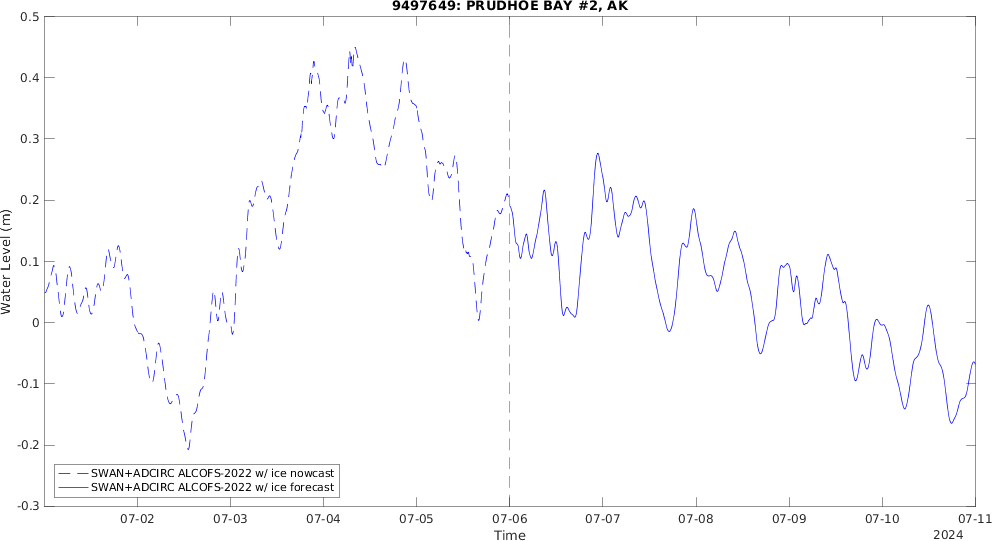 9497649: PRUDHOE BAY #2, AK
0.5
0.4
0.3
0.2
0.1
0
-0.1
-0.2
-0.3
Water Level (m)
SWAN+ADCIRC ALCOFS-2022 w/ ice nowcast
SWAN+ADCIRC ALCOFS-2022 w/ ice forecast
07-02 07-03 07-04 07-05 07-06 07-07 07-08 07-09 07-10 07-11
Time
2024